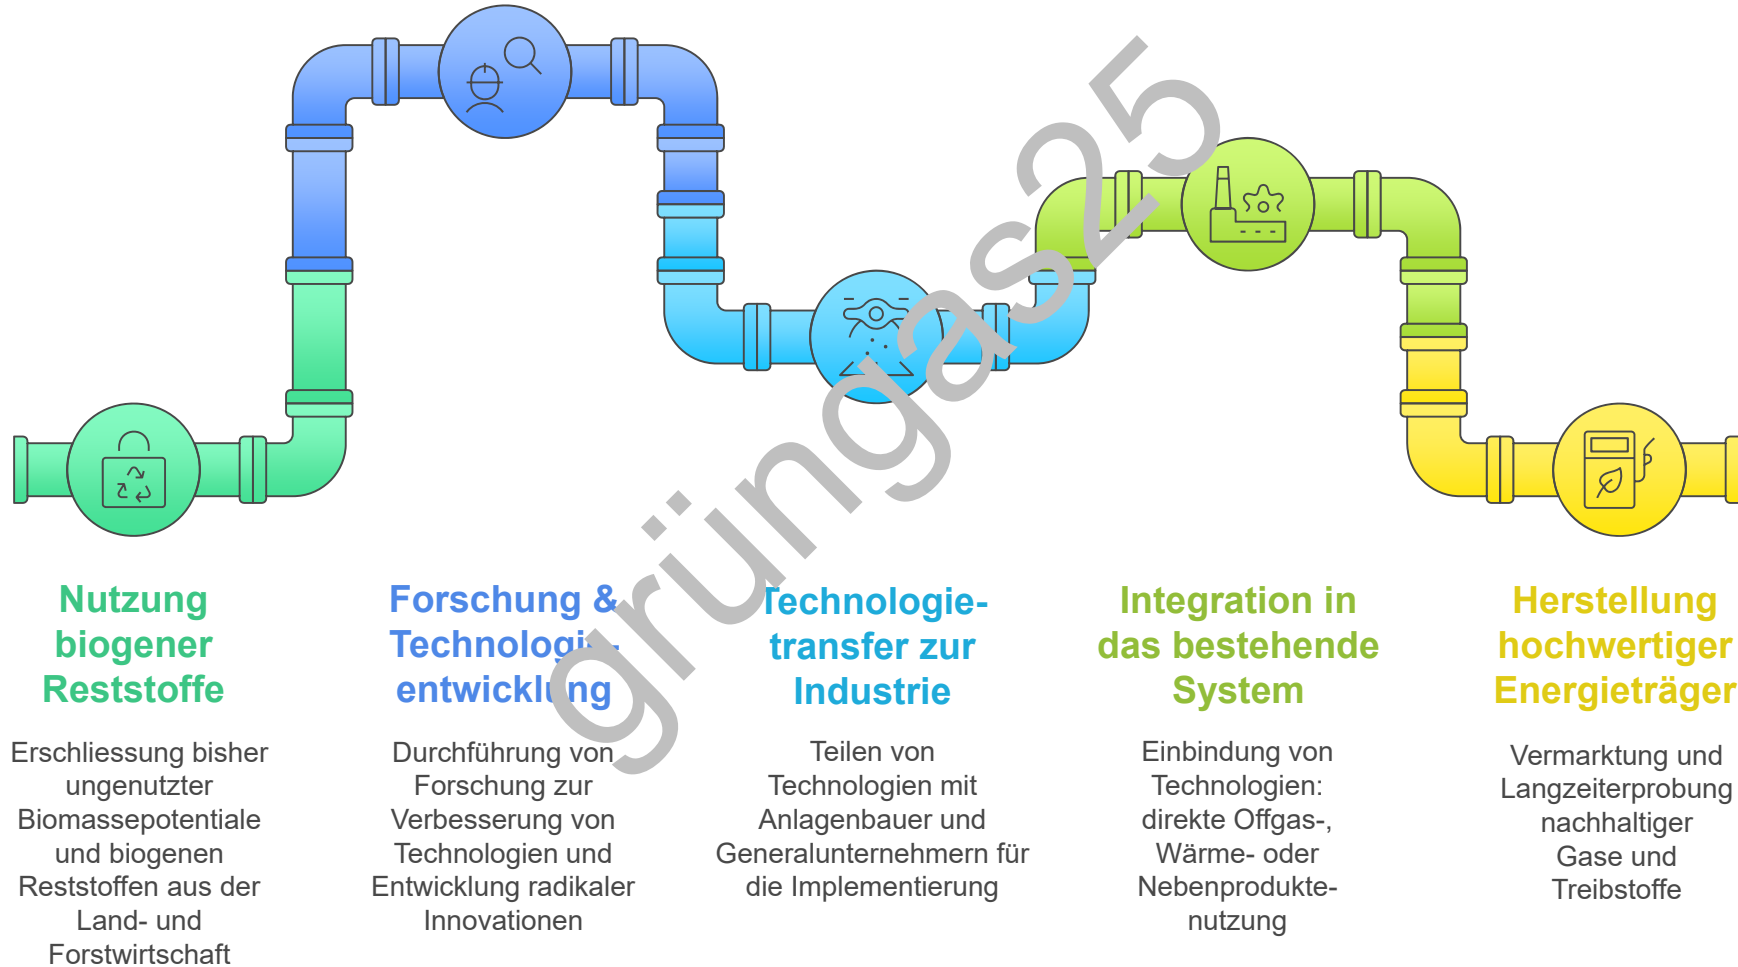 grüngas25
Nutzung
biogener
Reststoffe
Erschliessung bisher
ungenutzter
Biomassepotentiale
und biogenen
Reststoffen aus der
Land- und
Forstwirtschaft
Forschung &
Technologie-
entwicklung
Durchführung von
Forschung zur
Verbesserung von
Technologien und
Entwicklung radikaler
Innovationen
Technologie-
transfer zur
Industrie
Teilen von
Technologien mit
Anlagenbauer und
Generalunternehmern für
die Implementierung
Integration in
das bestehende
System
Einbindung von
Technologien:
direkte Offgas-,
Wärme- oder
Nebenprodukte-
nutzung
Herstellung
hochwertiger
Energieträger
Vermarktung und
Langzeiterprobung
nachhaltiger
Gase und
Treibstoffe